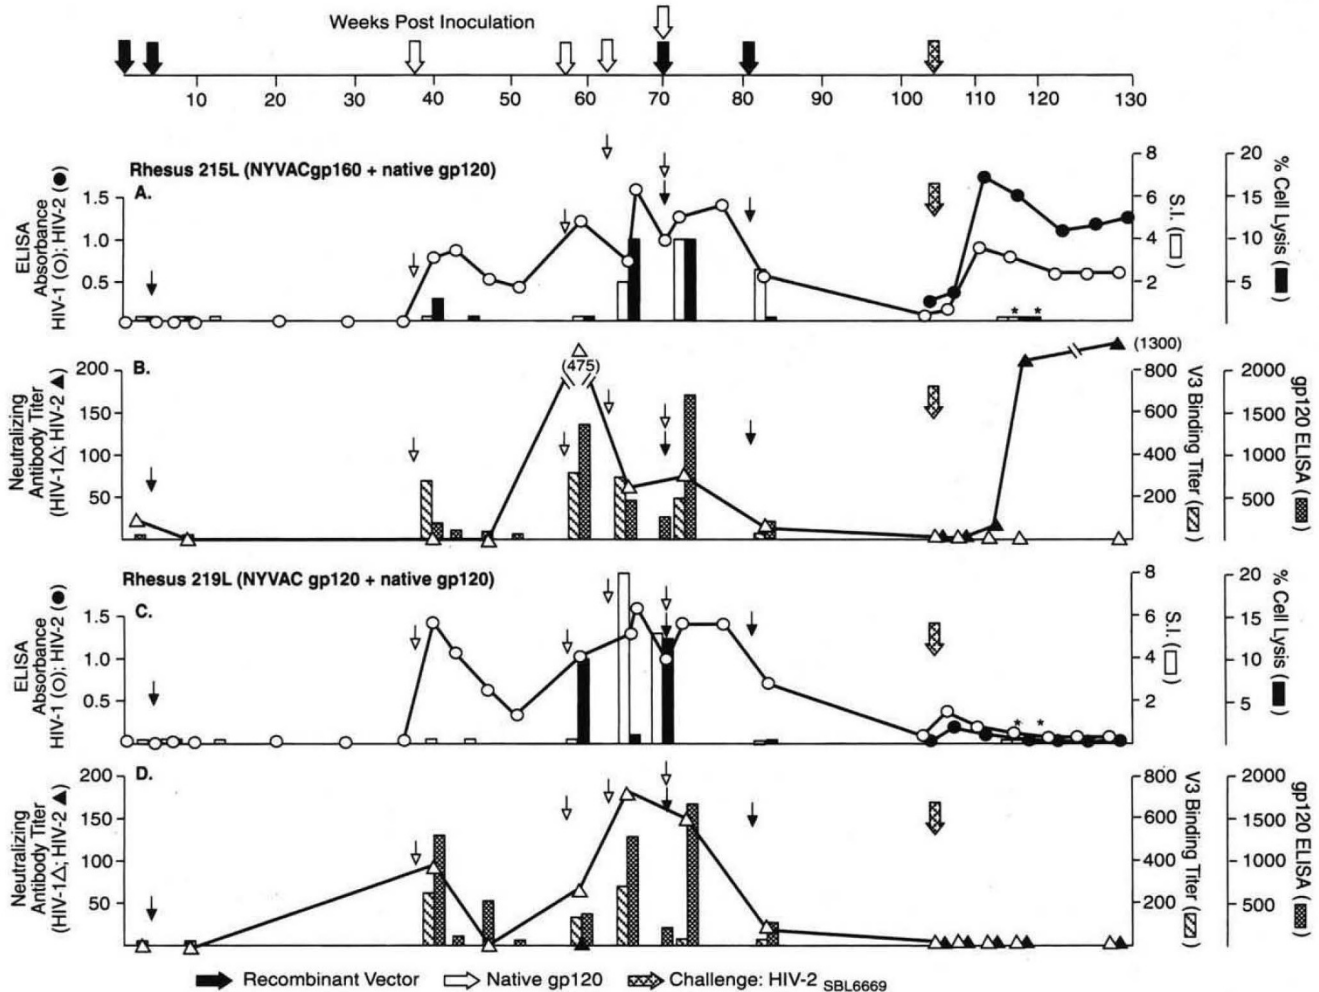 Weeks Post Inoculation
10 20 30 40 50 60 70 80 90 100 110 120 130
Rhesus 215L (NYVACgp160 + native gp120)
A.
ELISA
Absorbance
HIV-1 (○); HIV-2 (●)
1.5
1.0
0.5
8
6
4
2
S.I. (▭)
20
15
10
5
% Cell Lysis (■)
* *
B.
Neutralizing
Antibody Titer
(HIV-1△; HIV-2 ▲)
200
150
100
50
(475)
(1300)
800
600
400
200
V3 Binding Titer (▨)
2000
1500
1000
500
gp120 ELISA (▩)
Rhesus 219L (NYVAC gp120 + native gp120)
C.
ELISA
Absorbance
HIV-1 (○); HIV-2 (●)
1.5
1.0
0.5
8
6
4
2
S.I. (▭)
20
15
10
5
% Cell Lysis (■)
* *
D.
Neutralizing
Antibody Titer
(HIV-1△; HIV-2 ▲)
200
150
100
50
800
600
400
200
V3 Binding Titer (▨)
2000
1500
1000
500
gp120 ELISA (▩)
Recombinant Vector Native gp120 Challenge: HIV-2 SBL6669